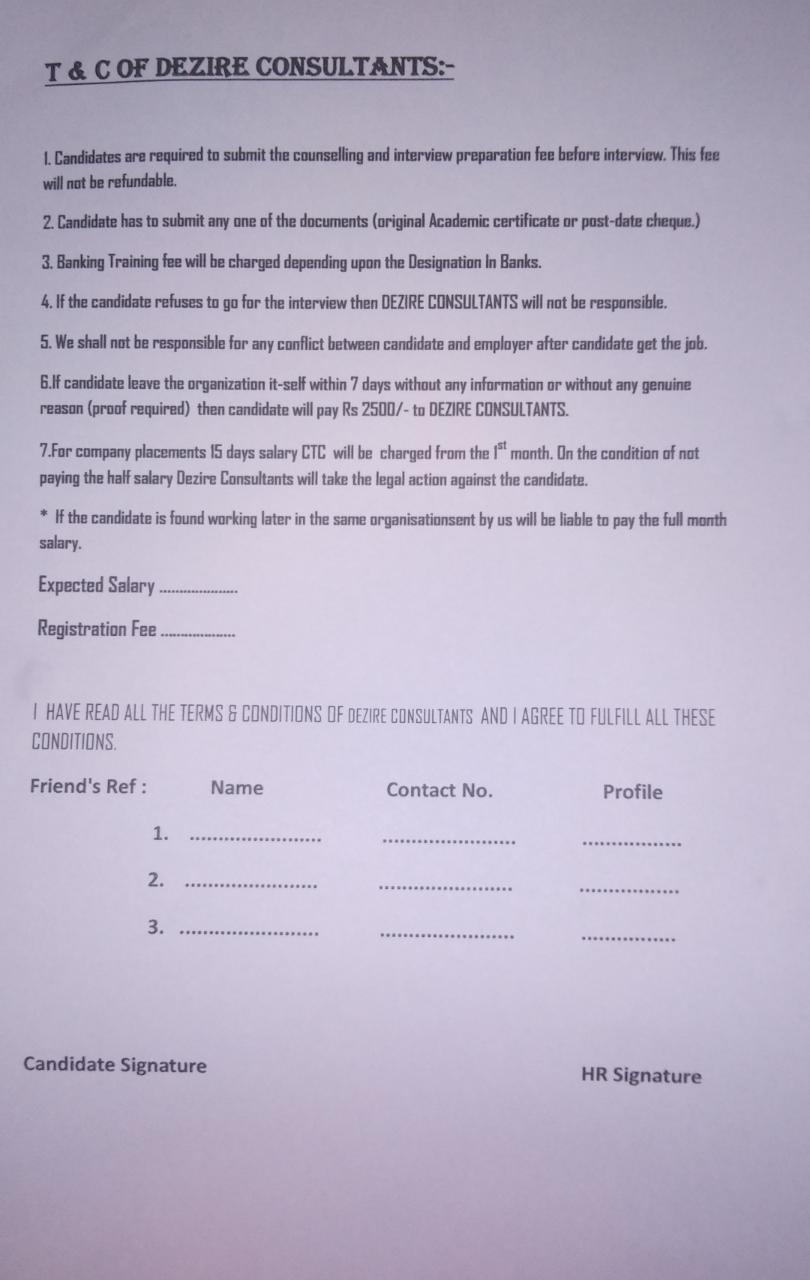 T & C OF DEZIRE CONSULTANTS:-
1. Candidates are required to submit the counselling and interview preparation fee before interview. This fee
will not be refundable.
2. Candidate has to submit any one of the documents (original Academic certificate or post-date cheque.)
3. Banking Training fee will be charged depending upon the Designation In Banks.
4. If the candidate refuses to go for the interview then DEZIRE CONSULTANTS will not be responsible.
5. We shall not be responsible for any conflict between candidate and employer after candidate get the job.
6.If candidate leave the organization it-self within 7 days without any information or without any genuine
reason (proof required) then candidate will pay Rs 2500/- to DEZIRE CONSULTANTS.
7.For company placements 15 days salary CTC will be charged from the 1st month. On the condition of not
paying the half salary Dezire Consultants will take the legal action against the candidate.
* If the candidate is found working later in the same organisationsent by us will be liable to pay the full month
salary.
Expected Salary ....................
Registration Fee ...................
I HAVE READ ALL THE TERMS & CONDITIONS OF DEZIRE CONSULTANTS AND I AGREE TO FULFILL ALL THESE
CONDITIONS.
Friend's Ref : Name Contact No. Profile
1. ........................ ........................ .................
2. ........................ ........................ .................
3. ........................ ........................ .................
Candidate Signature HR Signature